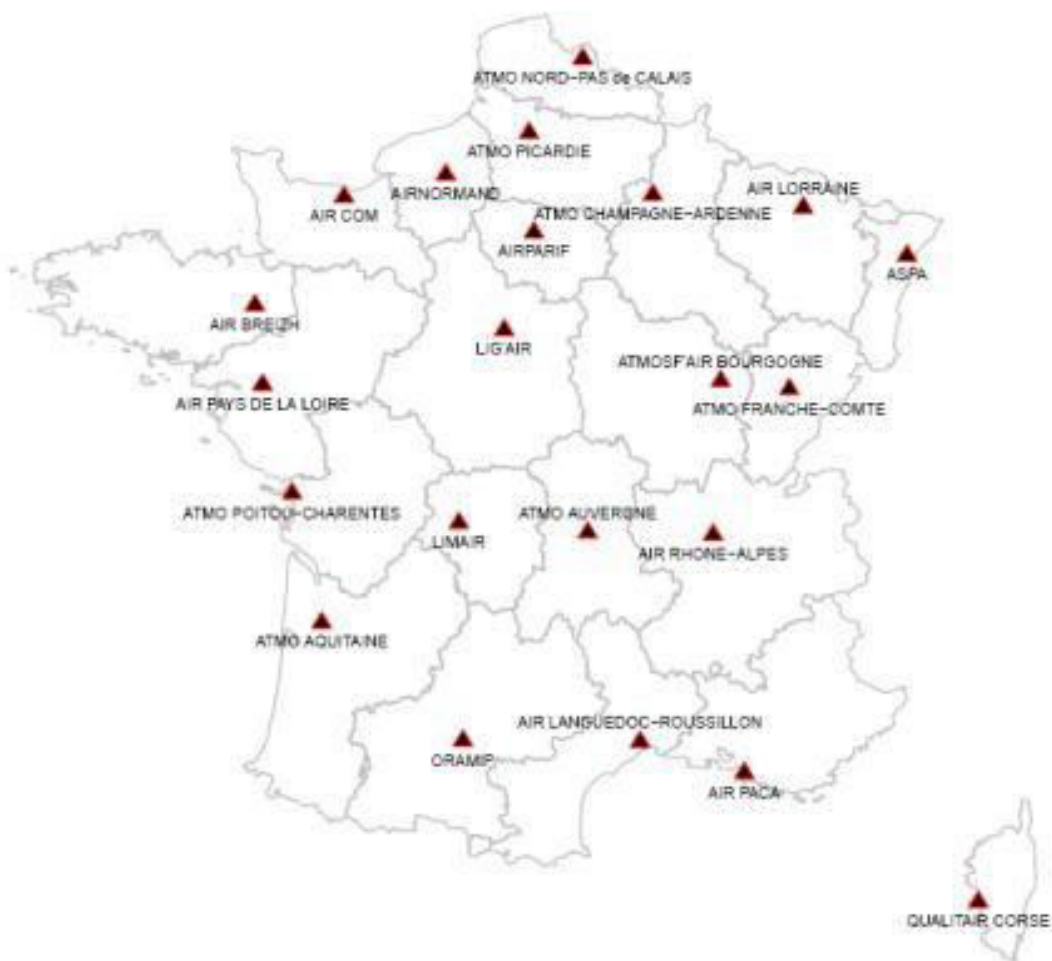 ATMO NORD-PAS de CALAIS
ATMO PICARDIE
AIRNORMAND
AIR COM
ATMO CHAMPAGNE-ARDENNE
AIR LORRAINE
AIRPARIF
ASPA
AIR BREIZH
LIG'AIR
ATMOSF'AIR BOURGOGNE
AIR PAYS DE LA LOIRE
ATMO FRANCHE-COMTE
ATMO POITOU-CHARENTES
LIMAIR
ATMO AUVERGNE
AIR RHONE-ALPES
ATMO AQUITAINE
AIR LANGUEDOC-ROUSSILLON
ORAMIP
AIR PACA
QUALITAIR CORSE